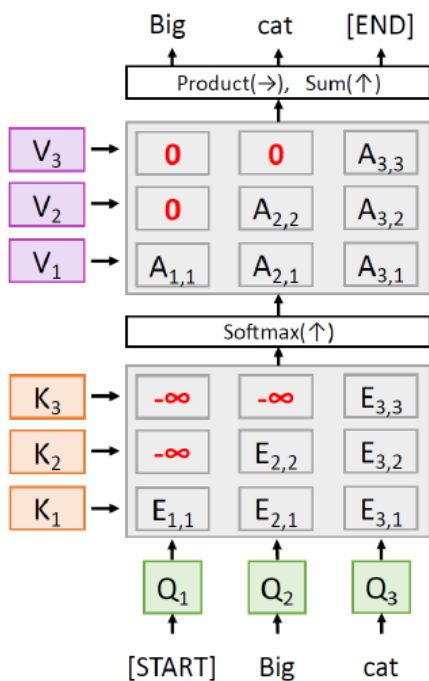 Big cat [END]
Product(→), Sum(↑)
V₃ 0 0 A₃,₃
V₂ 0 A₂,₂ A₃,₂
V₁ A₁,₁ A₂,₁ A₃,₁
Softmax(↑)
K₃ -∞ -∞ E₃,₃
K₂ -∞ E₂,₂ E₃,₂
K₁ E₁,₁ E₂,₁ E₃,₁
Q₁ Q₂ Q₃
[START] Big cat